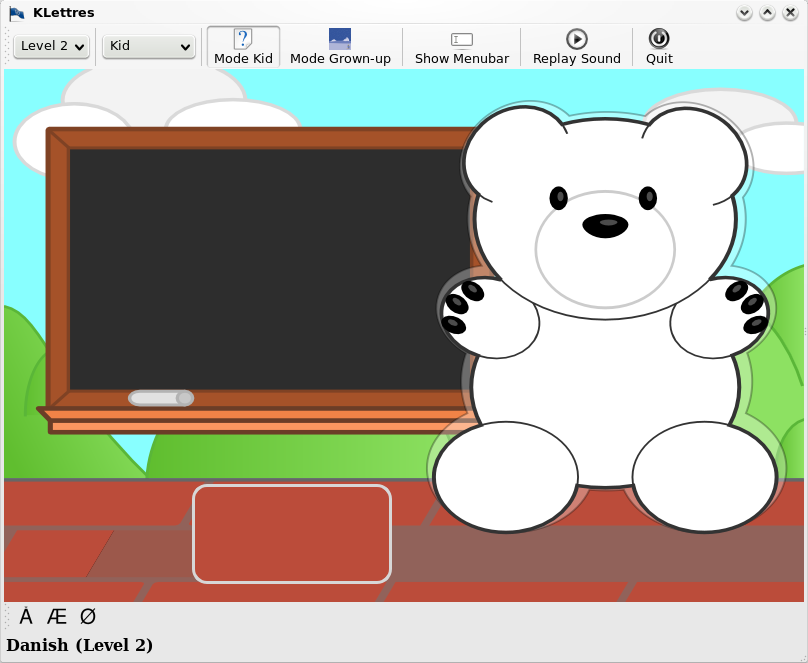 KLettres
Level 2 Kid Mode Kid Mode Grown-up Show Menubar Replay Sound Quit
Å Æ Ø
Danish (Level 2)